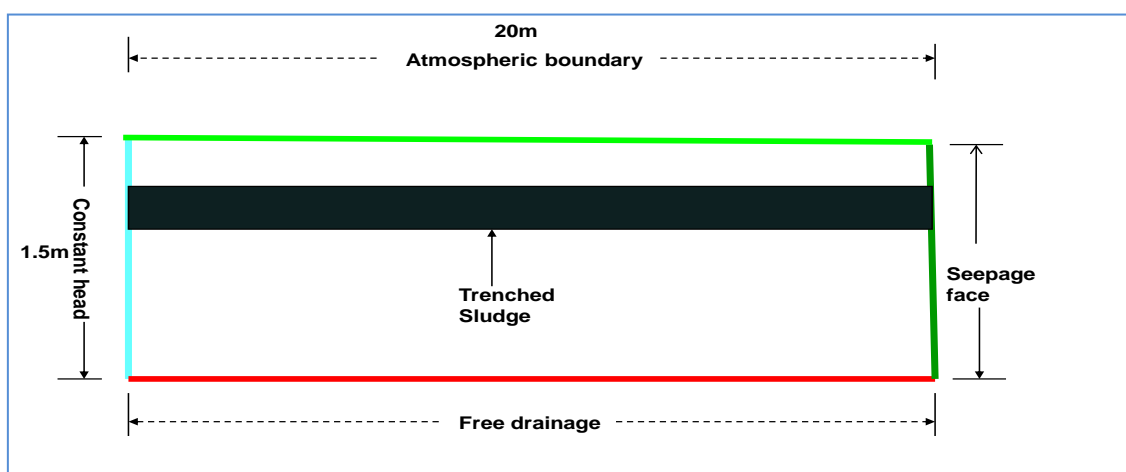 20m
Atmospheric boundary
Constant head
1.5m
Seepage
face
Trenched
Sludge
Free drainage